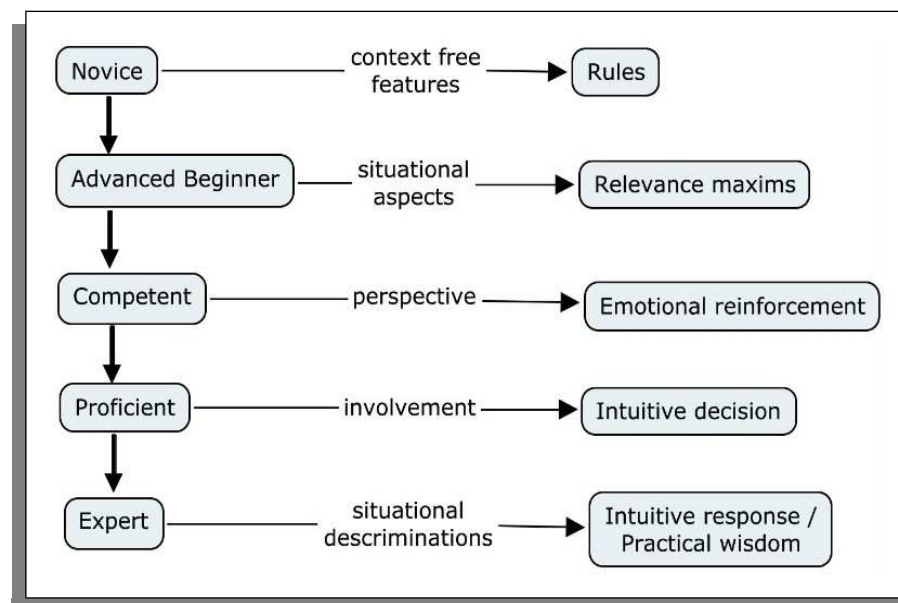 Novice
context free
features
Rules
Advanced Beginner
situational
aspects
Relevance maxims
Competent
perspective
Emotional reinforcement
Proficient
involvement
Intuitive decision
Expert
situational
descriminations
Intuitive response /
Practical wisdom